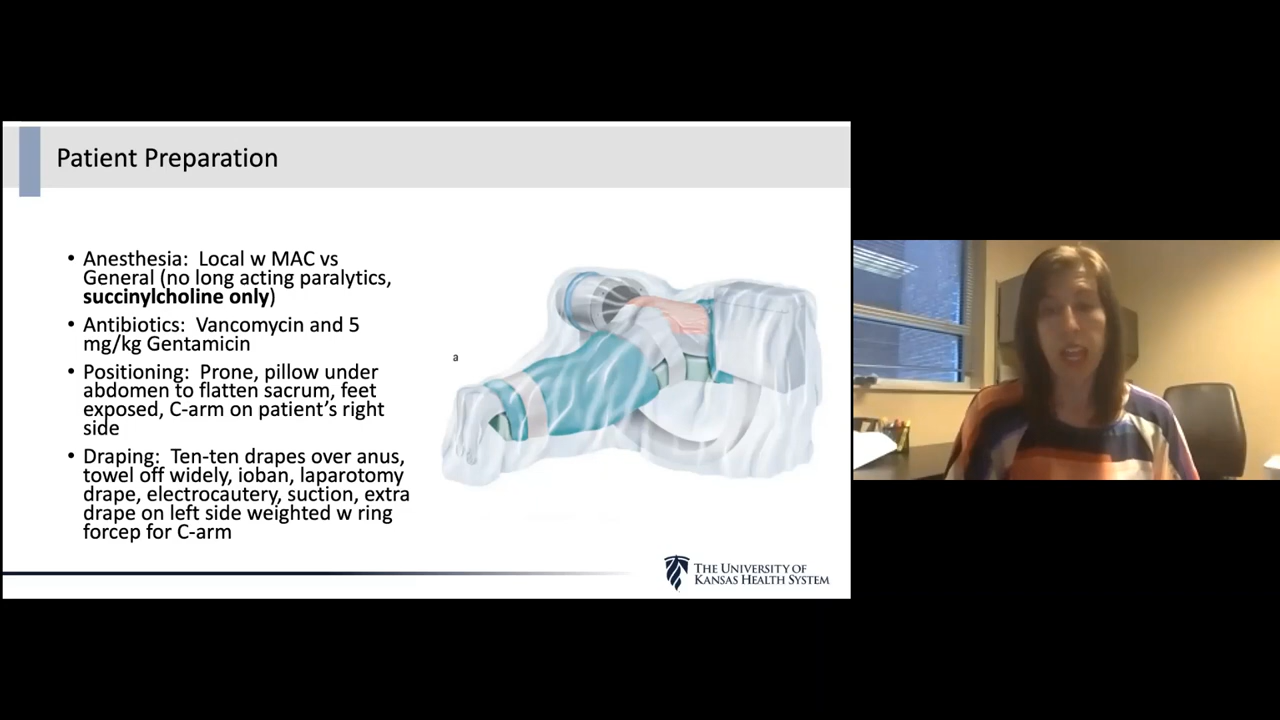 Patient Preparation
• Anesthesia: Local w MAC vs
General (no long acting paralytics,
succinylcholine only)
• Antibiotics: Vancomycin and 5
mg/kg Gentamicin
• Positioning: Prone, pillow under
abdomen to flatten sacrum, feet
exposed, C-arm on patient's right
side
• Draping: Ten-ten drapes over anus,
towel off widely, ioban, laparotomy
drape, electrocautery, suction, extra
drape on left side weighted w ring
forcep for C-arm
a
THE UNIVERSITY OF
KANSAS HEALTH SYSTEM